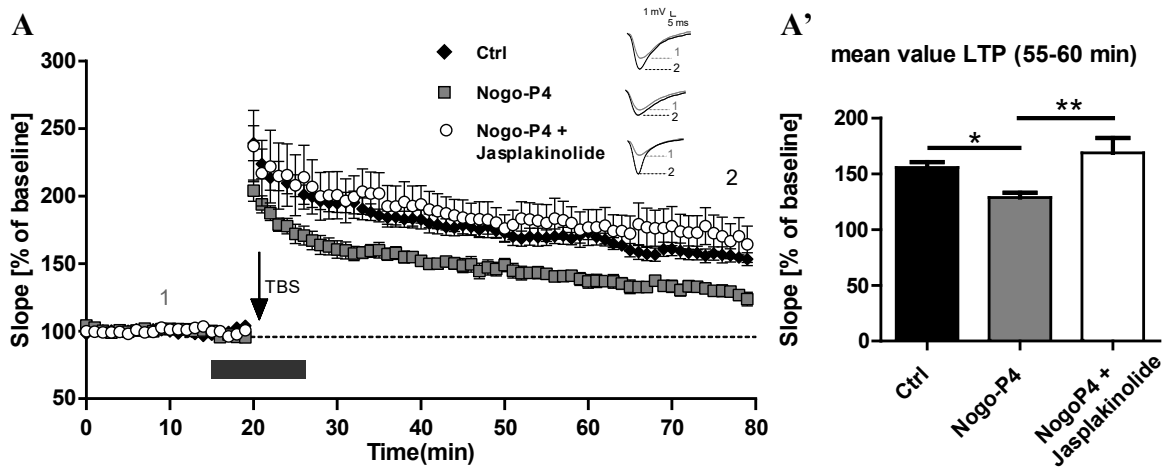 A
Slope [% of baseline]
300
250
200
150
100
50
Ctrl
Nogo-P4
Nogo-P4 +
Jasplakinolide
1 mV
5 ms
1
2
1
2
1
2
2
1
TBS
0
10
20
30
40
50
60
70
80
Time(min)
A'
mean value LTP (55-60 min)
Slope [% of baseline]
200
150
100
50
0
*
**
Ctrl
Nogo-P4
NogoP4 +
Jasplakinolide